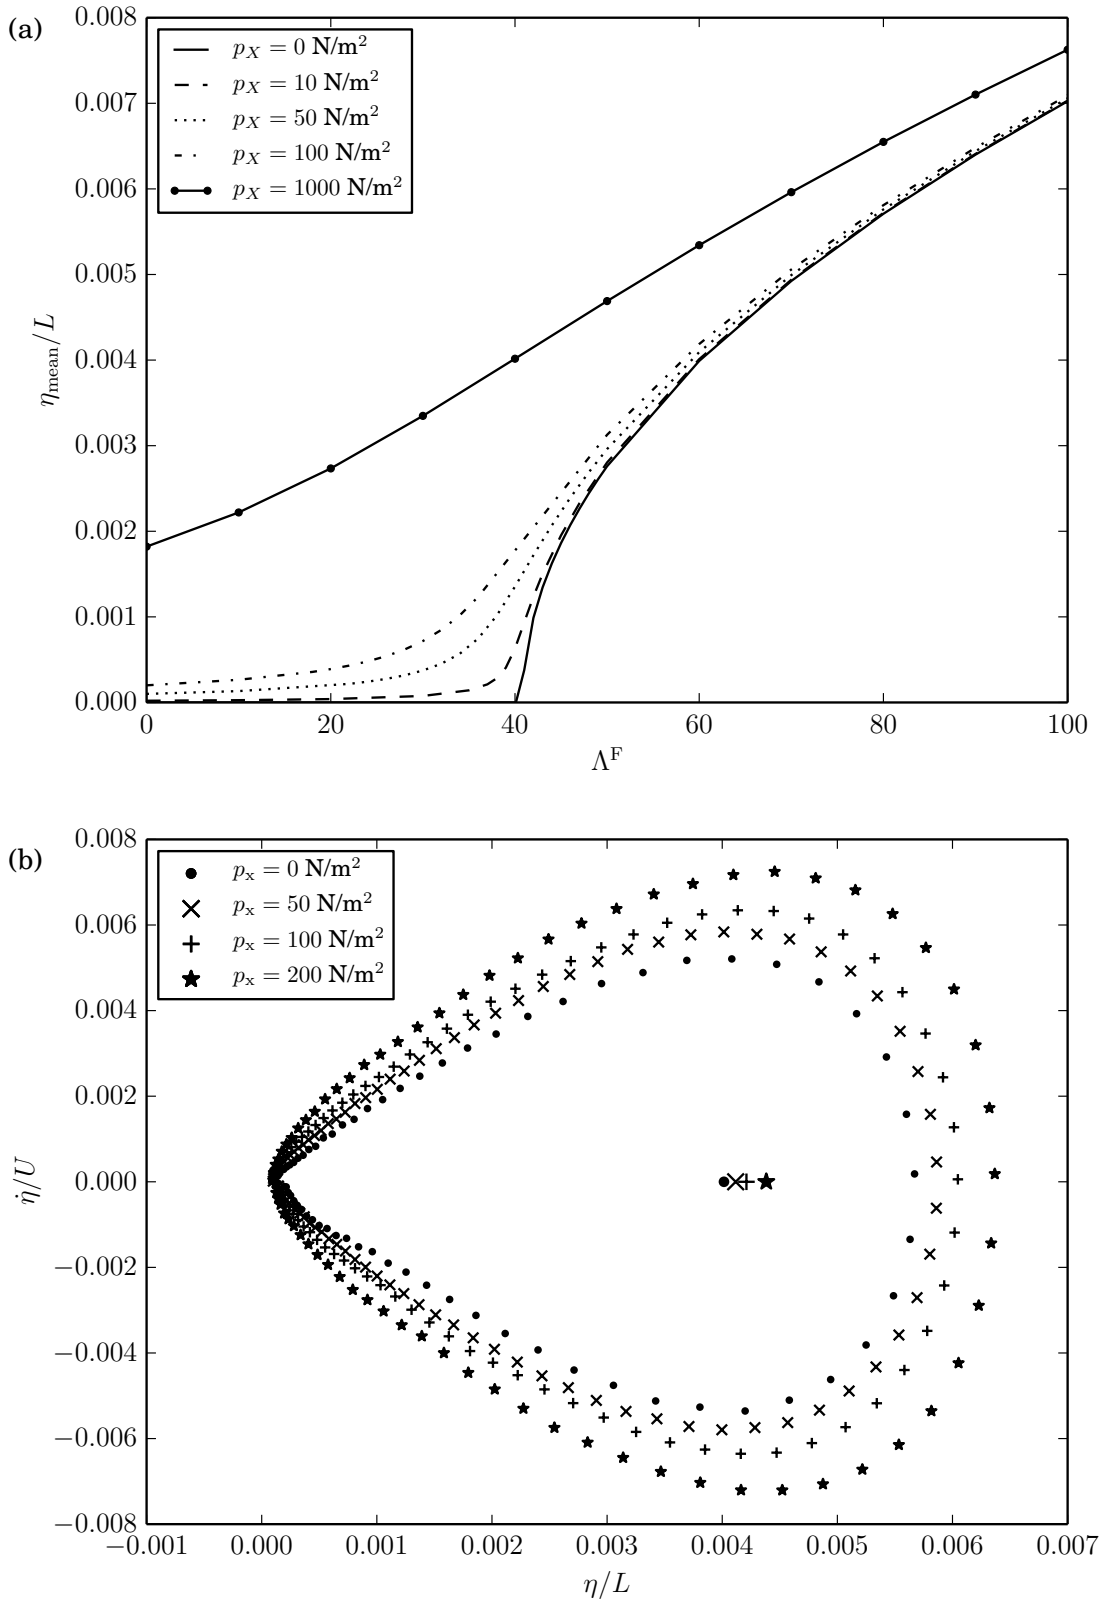 (a)
0.008
0.007
0.006
0.005
0.004
0.003
0.002
0.001
0.000
η_mean/L
p_X = 0 N/m²
p_X = 10 N/m²
p_X = 50 N/m²
p_X = 100 N/m²
p_X = 1000 N/m²
0 20 40 60 80 100
Λ^F
(b)
0.008
0.006
0.004
0.002
0.000
−0.002
−0.004
−0.006
−0.008
η̇/U
p_x = 0 N/m²
p_x = 50 N/m²
p_x = 100 N/m²
p_x = 200 N/m²
−0.001 0.000 0.001 0.002 0.003 0.004 0.005 0.006 0.007
η/L